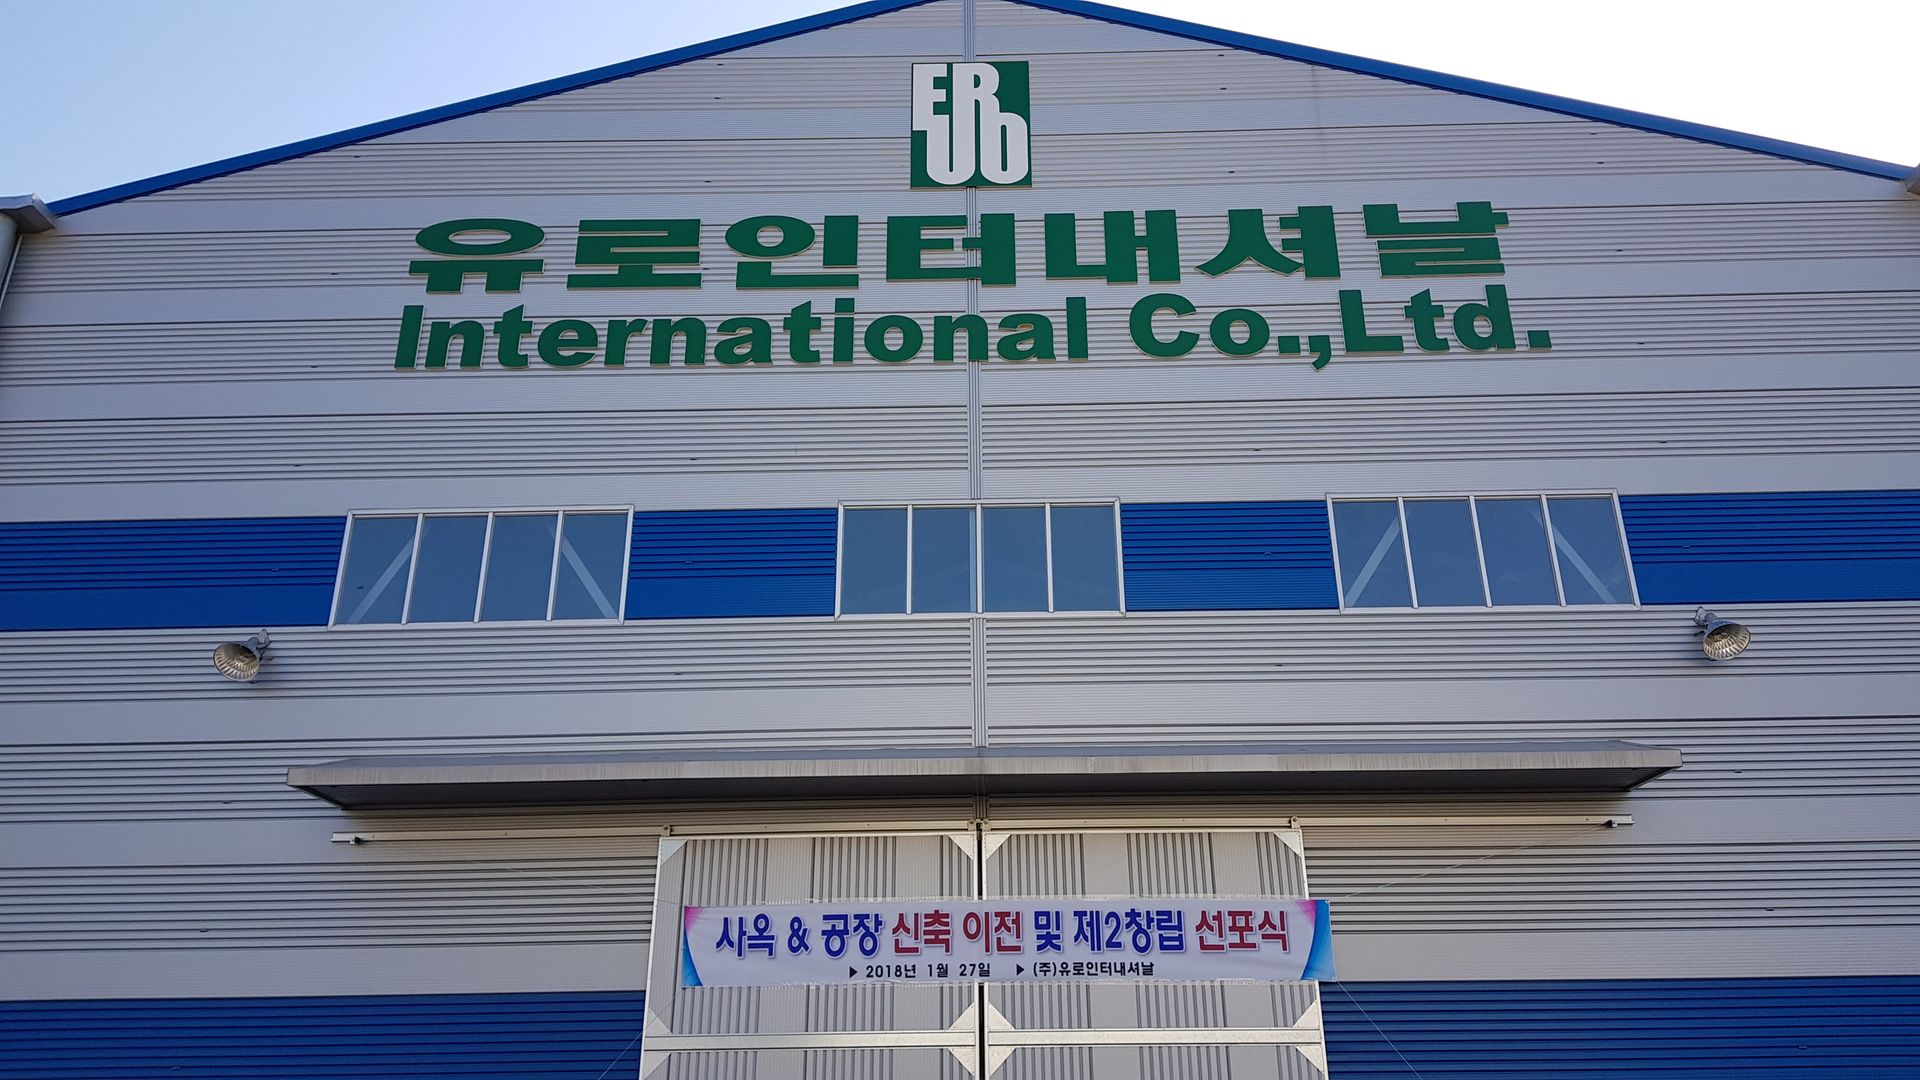 EURO
유로인터내셔날
International Co.,Ltd.
사옥 & 공장 신축 이전 및 제2창립 선포식
▶ 2018년 1월 27일 ▶ (주)유로인터내셔날